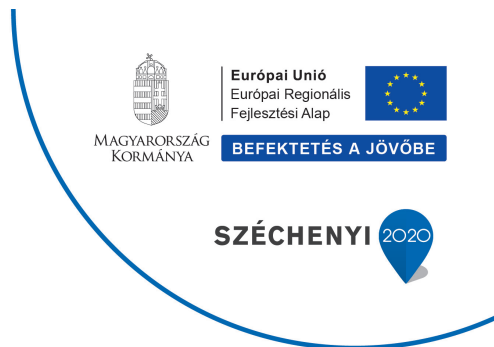 Európai Unió
Európai Regionális
Fejlesztési Alap
MAGYARORSZÁG
KORMÁNYA
BEFEKTETÉS A JÖVŐBE
SZÉCHENYI 2020